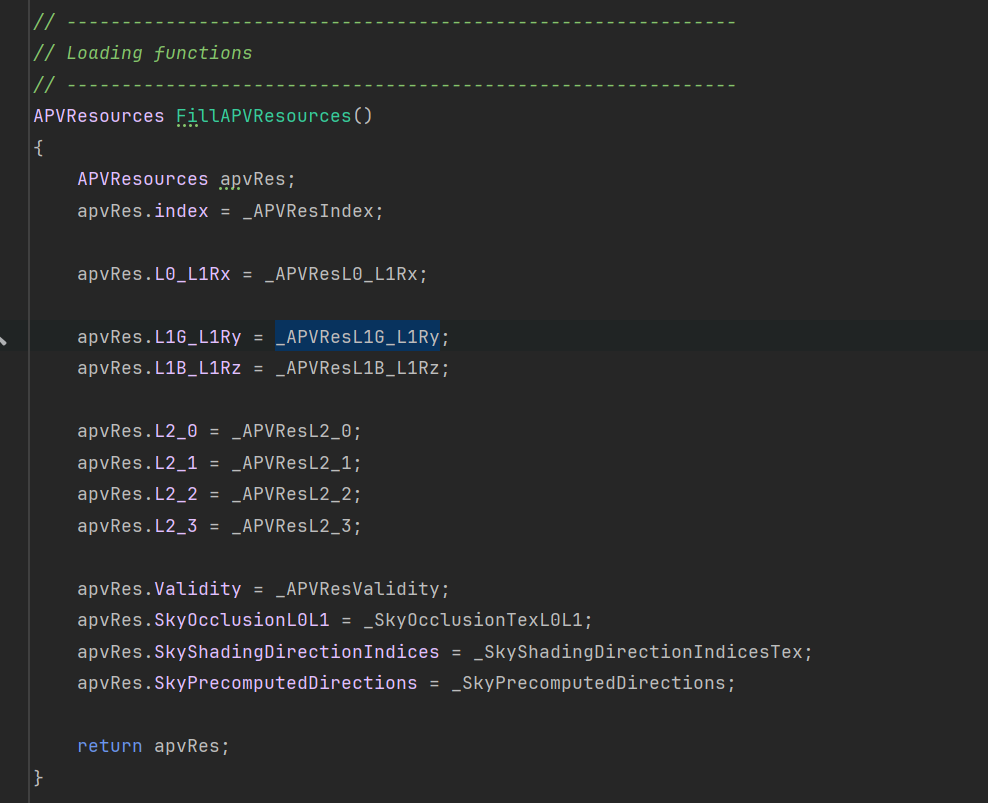 // -------------------------------------------------------------
// Loading functions
// -------------------------------------------------------------
APVResources FillAPVResources()
{
    APVResources apvRes;
    apvRes.index = _APVResIndex;

    apvRes.L0_L1Rx = _APVResL0_L1Rx;

    apvRes.L1G_L1Ry = _APVResL1G_L1Ry;
    apvRes.L1B_L1Rz = _APVResL1B_L1Rz;

    apvRes.L2_0 = _APVResL2_0;
    apvRes.L2_1 = _APVResL2_1;
    apvRes.L2_2 = _APVResL2_2;
    apvRes.L2_3 = _APVResL2_3;

    apvRes.Validity = _APVResValidity;
    apvRes.SkyOcclusionL0L1 = _SkyOcclusionTexL0L1;
    apvRes.SkyShadingDirectionIndices = _SkyShadingDirectionIndicesTex;
    apvRes.SkyPrecomputedDirections = _SkyPrecomputedDirections;

    return apvRes;
}